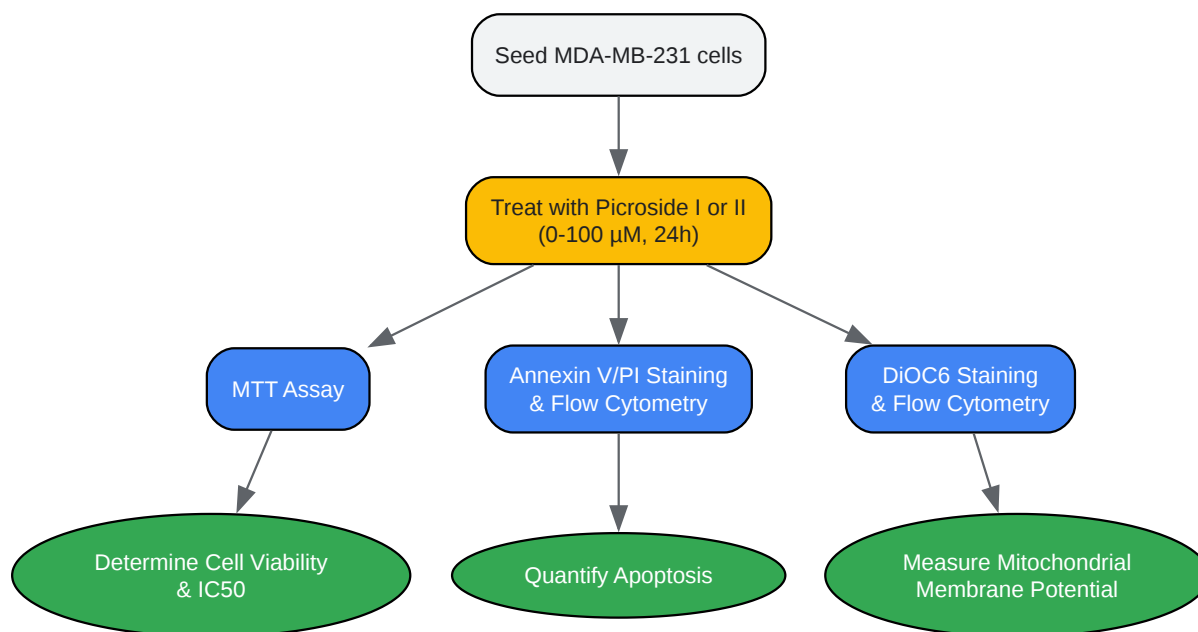 Seed MDA-MB-231 cells
Treat with Picroside I or II
(0-100 µM, 24h)
MTT Assay
Annexin V/PI Staining
& Flow Cytometry
DiOC6 Staining
& Flow Cytometry
Determine Cell Viability
& IC50
Quantify Apoptosis
Measure Mitochondrial
Membrane Potential